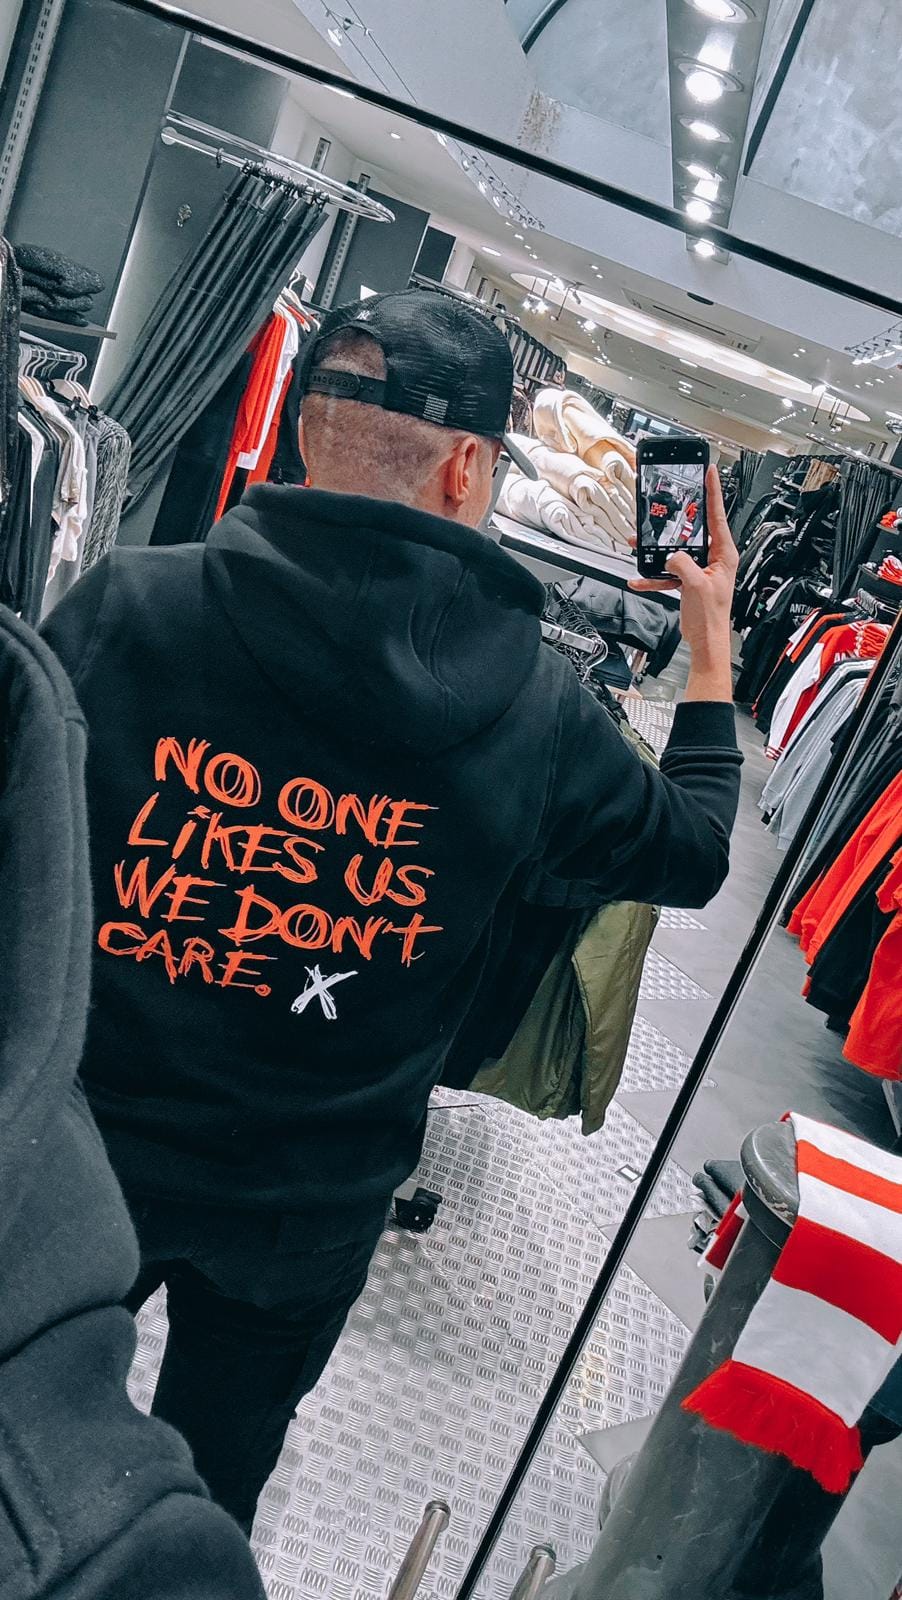 NO ONE
LiKES US
WE DON't
CARE.